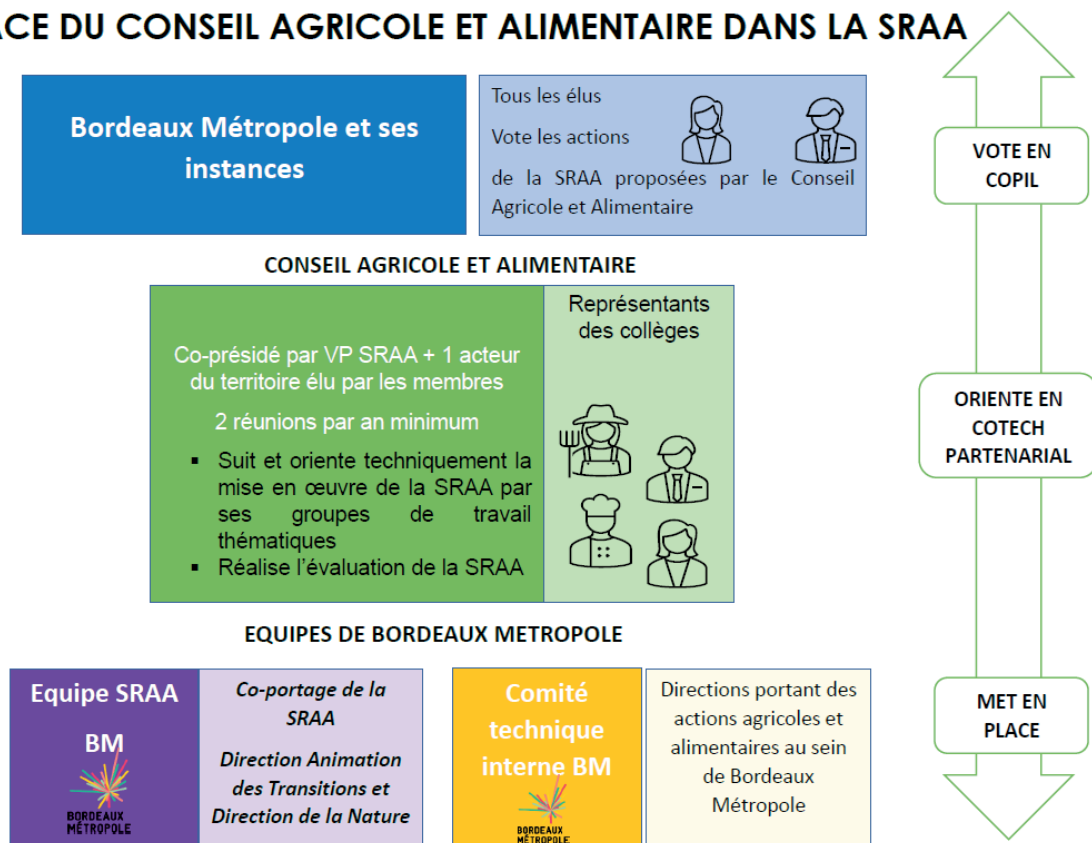 ACE DU CONSEIL AGRICOLE ET ALIMENTAIRE DANS LA SRAA
Bordeaux Métropole et ses
instances
Tous les élus
Vote les actions
de la SRAA proposées par le Conseil
Agricole et Alimentaire
VOTE EN
COPIL
CONSEIL AGRICOLE ET ALIMENTAIRE
Co-présidé par VP SRAA + 1 acteur
du territoire élu par les membres
2 réunions par an minimum
▪ Suit et oriente techniquement la
mise en œuvre de la SRAA par
ses groupes de travail
thématiques
▪ Réalise l'évaluation de la SRAA
Représentants
des collèges
ORIENTE EN
COTECH
PARTENARIAL
EQUIPES DE BORDEAUX METROPOLE
Equipe SRAA
BM
BORDEAUX
MÉTROPOLE
Co-portage de la
SRAA
Direction Animation
des Transitions et
Direction de la Nature
Comité
technique
interne BM
BORDEAUX
MÉTROPOLE
Directions portant des
actions agricoles et
alimentaires au sein
de Bordeaux
Métropole
MET EN
PLACE